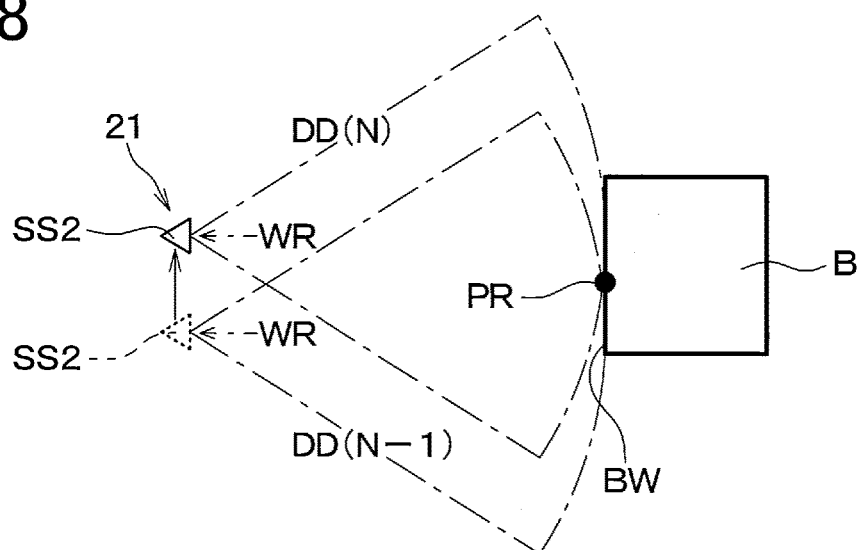 8
DD(N)
21
SS2
WR
B
PR
WR
SS2
DD(N-1)
BW